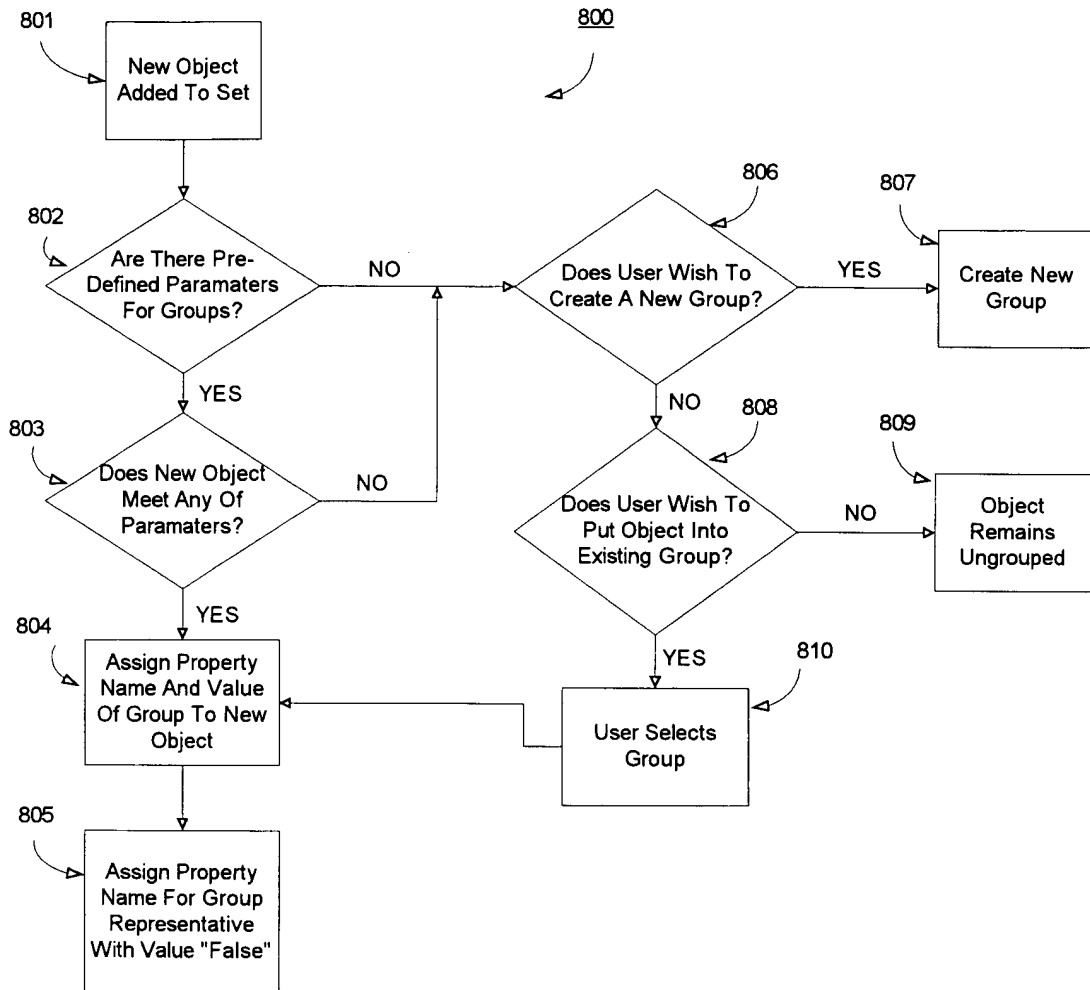 801
800
New Object
Added To Set
802
Are There Pre-
Defined Paramaters
For Groups?
NO
806
Does User Wish To
Create A New Group?
YES
807
Create New
Group
YES
NO
803
Does New Object
Meet Any Of
Paramaters?
NO
808
Does User Wish To
Put Object Into
Existing Group?
NO
809
Object
Remains
Ungrouped
YES
YES
804
Assign Property
Name And Value
Of Group To New
Object
810
User Selects
Group
805
Assign Property
Name For Group
Representative
With Value "False"